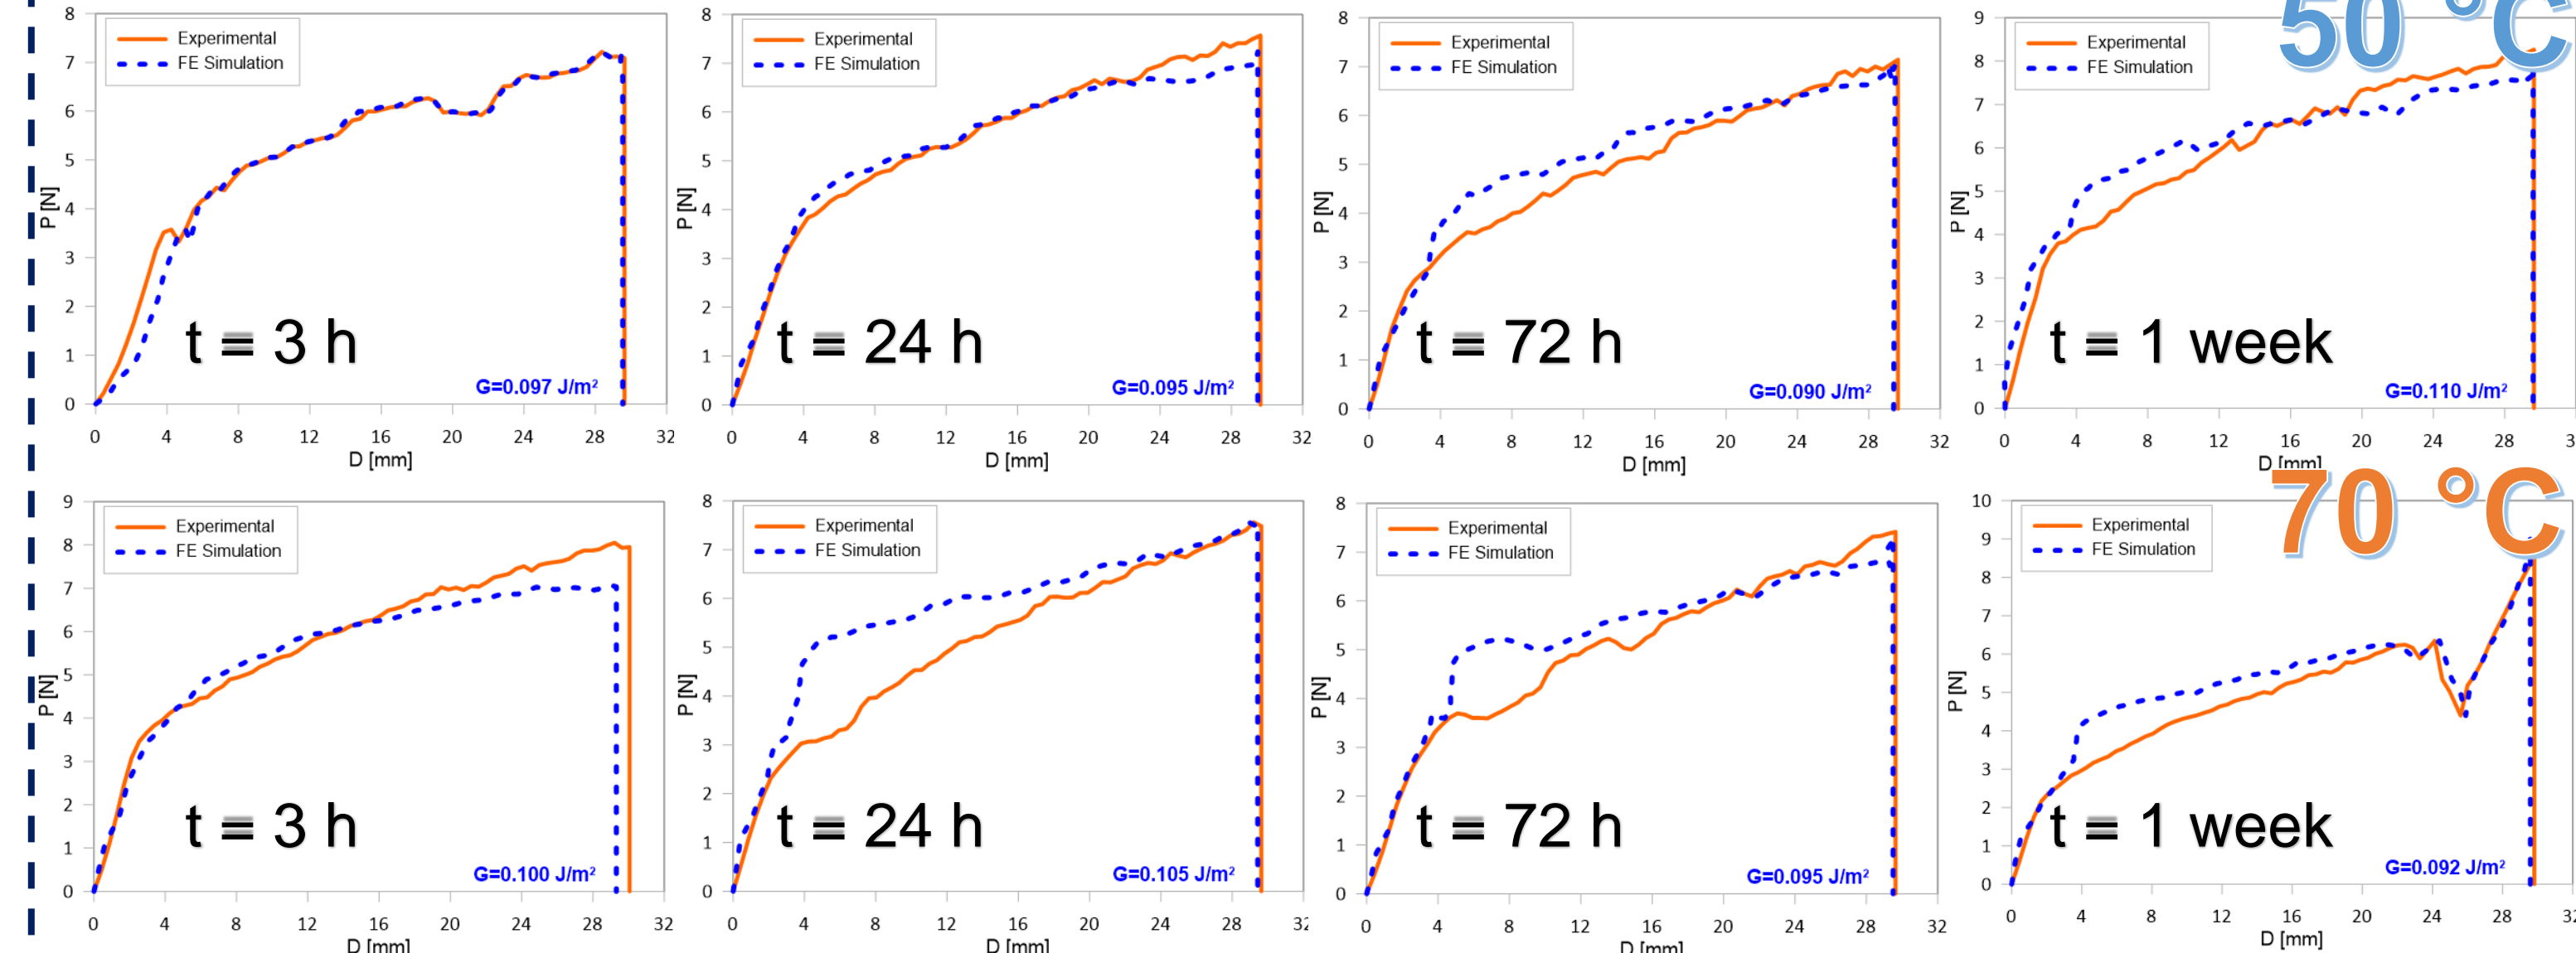 50 °C
8
7
6
5
4
3
2
1
0
P [N]
Experimental
FE Simulation
t = 3 h
G=0.097 J/m²
0 4 8 12 16 20 24 28 32
D [mm]
8
7
6
5
4
3
2
1
0
P [N]
Experimental
FE Simulation
t = 24 h
G=0.095 J/m²
0 4 8 12 16 20 24 28 32
D [mm]
8
7
6
5
4
3
2
1
0
P [N]
Experimental
FE Simulation
t = 72 h
G=0.090 J/m²
0 4 8 12 16 20 24 28 32
D [mm]
9
8
7
6
5
4
3
2
1
0
P [N]
Experimental
FE Simulation
t = 1 week
G=0.110 J/m²
0 4 8 12 16 20 24 28 3
D [mm]
70 °C
9
8
7
6
5
4
3
2
1
0
P [N]
Experimental
FE Simulation
t = 3 h
G=0.100 J/m²
0 4 8 12 16 20 24 28 32
D [mm]
8
7
6
5
4
3
2
1
0
P [N]
Experimental
FE Simulation
t = 24 h
G=0.105 J/m²
0 4 8 12 16 20 24 28 32
D [mm]
8
7
6
5
4
3
2
1
0
P [N]
Experimental
FE Simulation
t = 72 h
G=0.095 J/m²
0 4 8 12 16 20 24 28 32
D [mm]
10
9
8
7
6
5
4
3
2
1
0
P [N]
Experimental
FE Simulation
t = 1 week
G=0.092 J/m²
0 4 8 12 16 20 24 28 32
D [mm]